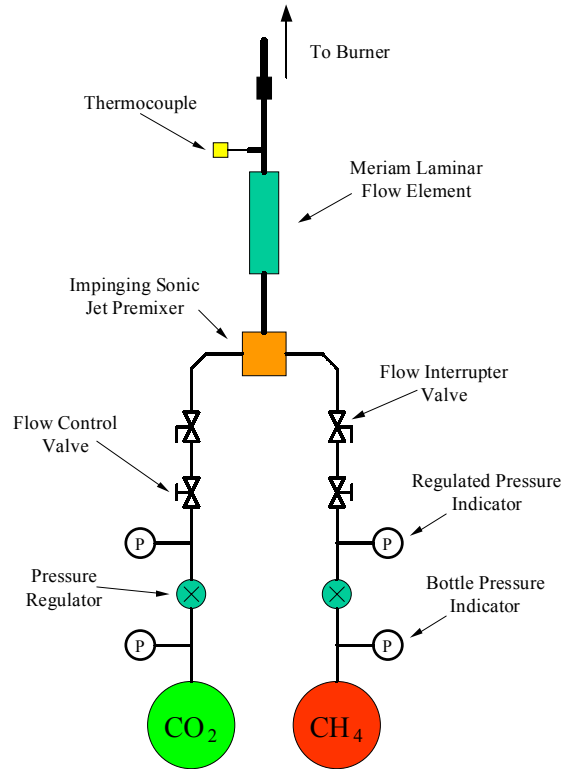 To Burner
Thermocouple
Meriam Laminar
Flow Element
Impinging Sonic
Jet Premixer
Flow Interrupter
Valve
Flow Control
Valve
Regulated Pressure
Indicator
P
P
Pressure
Regulator
Bottle Pressure
Indicator
P
P
CO₂
CH₄